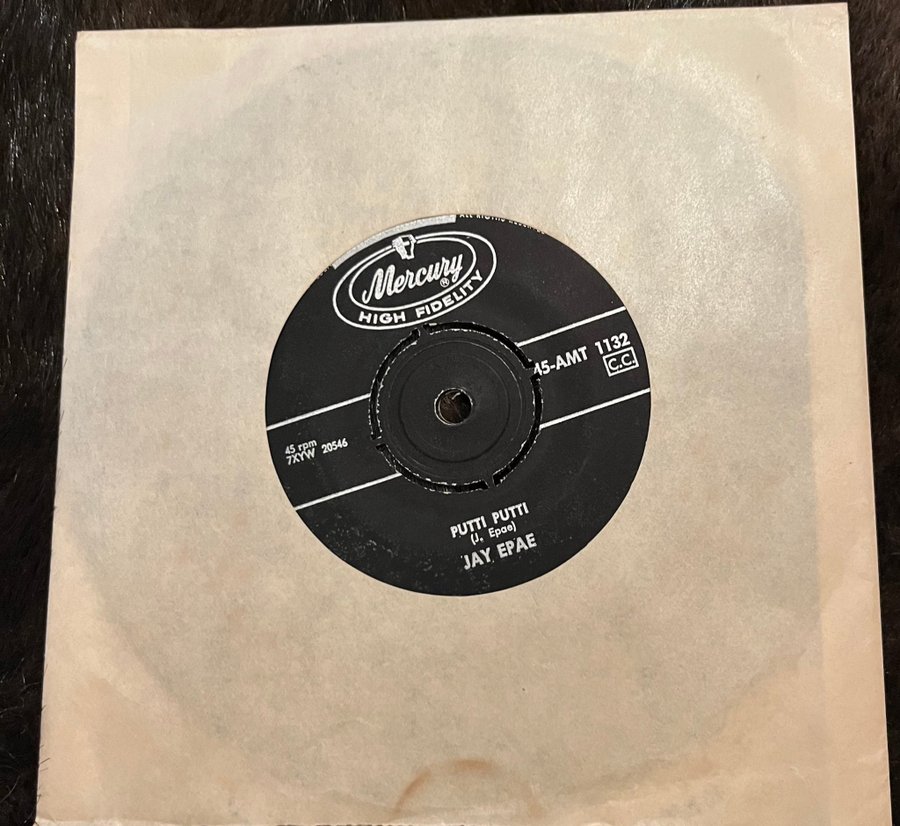 Mercury
®
HIGH FIDELITY
45-AMT 1132
C.C.
45 rpm
7XYW 20546
PUTTI PUTTI
(J. Epae)
JAY EPAE